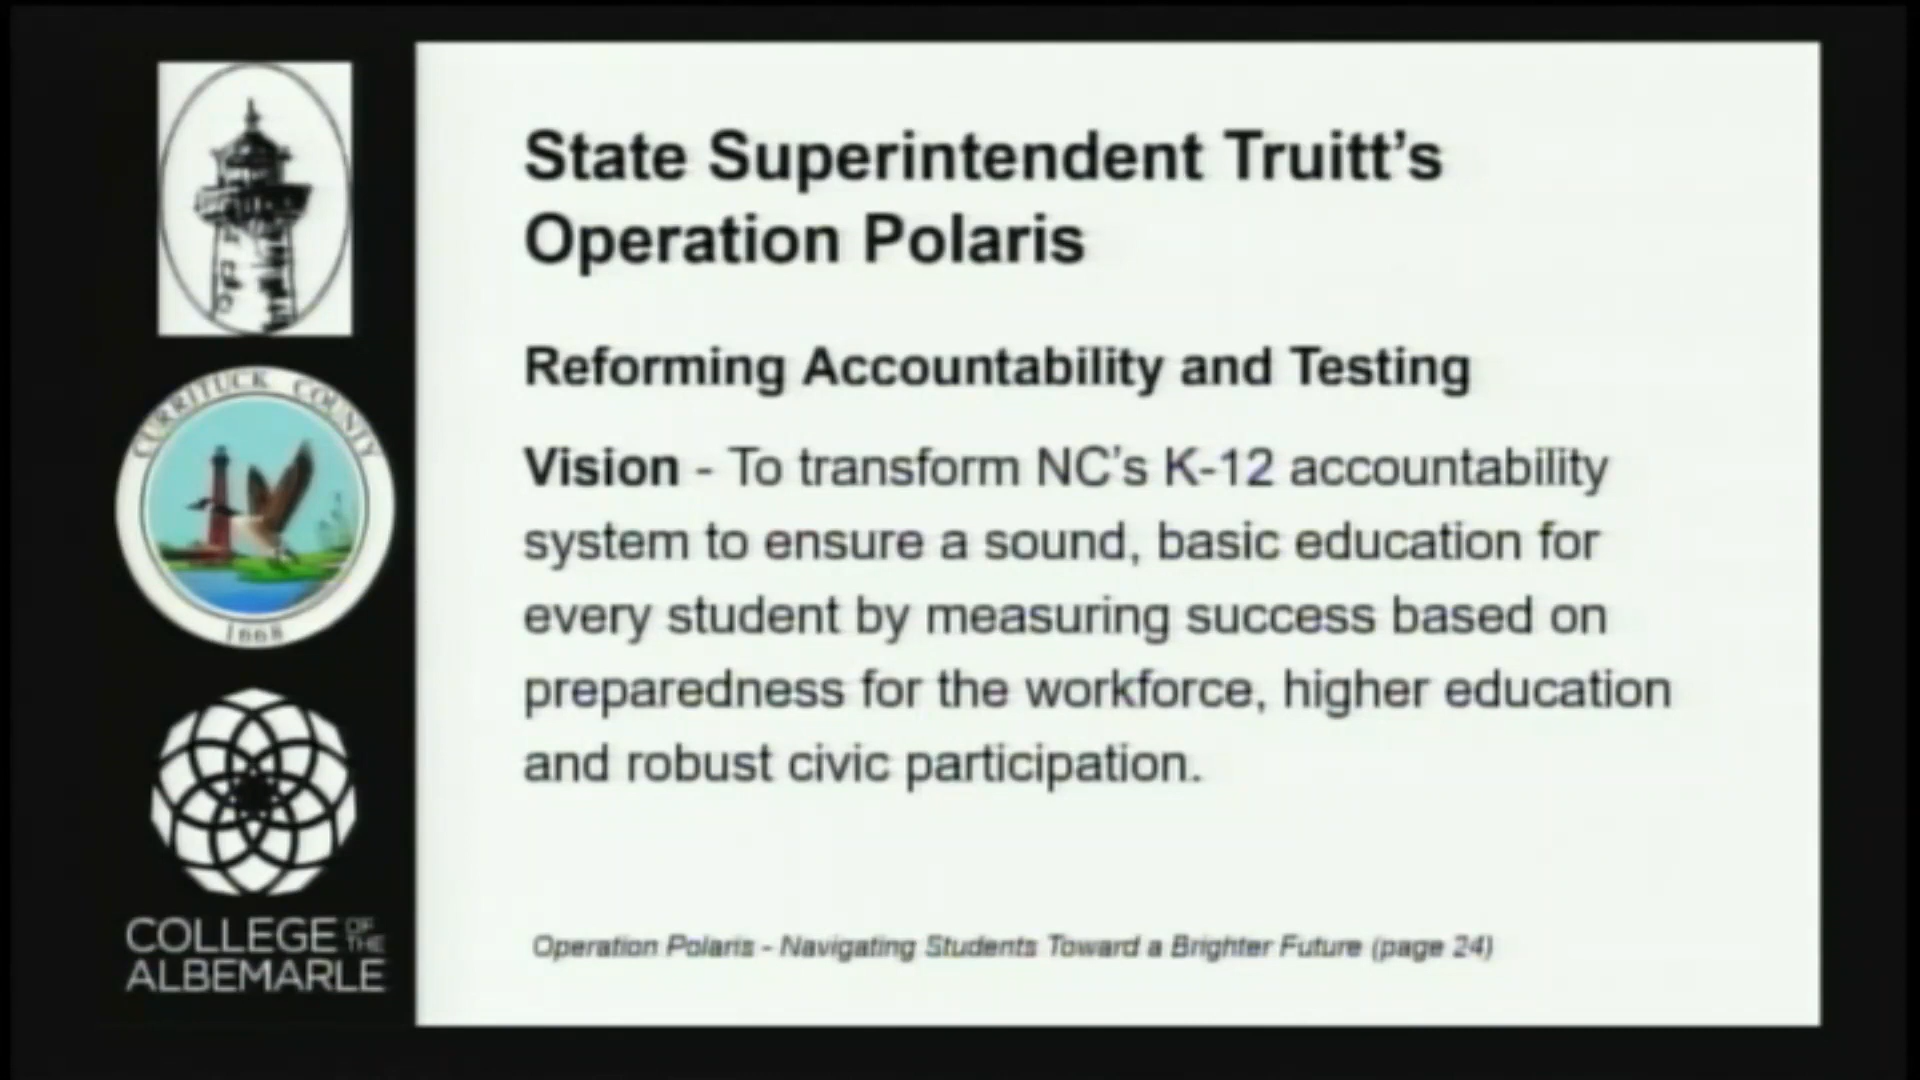 CURRITUCK COUNTY
1668
COLLEGE OF THE
ALBEMARLE
State Superintendent Truitt's
Operation Polaris
Reforming Accountability and Testing
Vision - To transform NC's K-12 accountability
system to ensure a sound, basic education for
every student by measuring success based on
preparedness for the workforce, higher education
and robust civic participation.
Operation Polaris - Navigating Students Toward a Brighter Future (page 24)